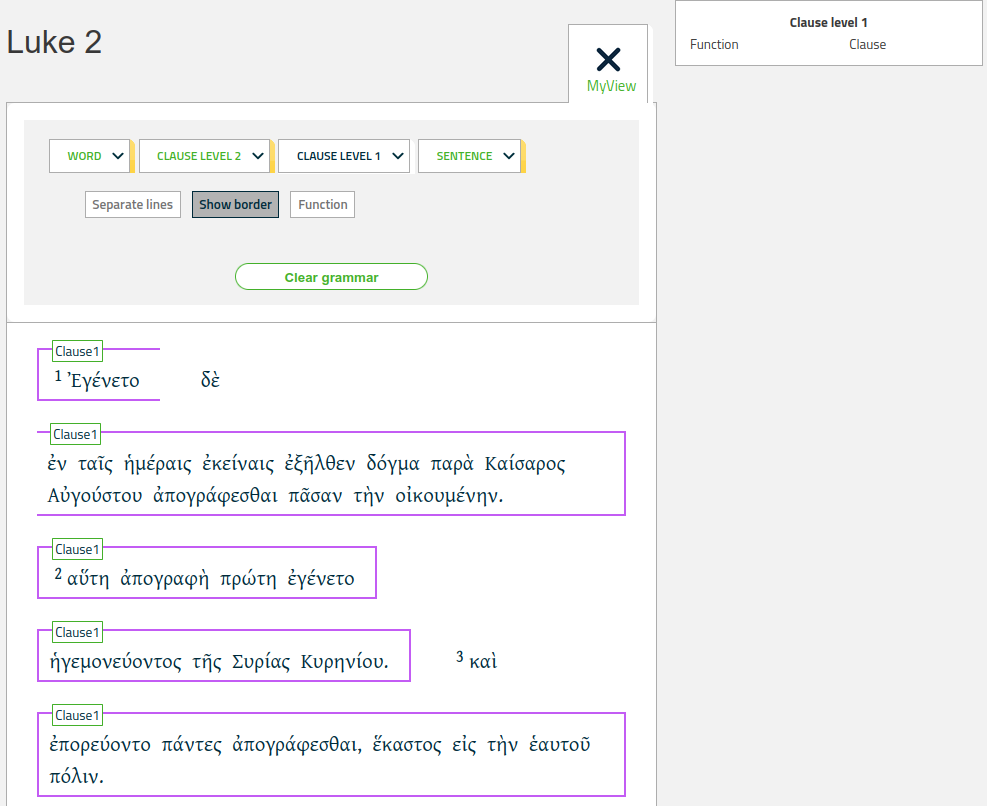 Luke 2
MyView
Clause level 1
Function Clause
WORD CLAUSE LEVEL 2 CLAUSE LEVEL 1 SENTENCE
Separate lines Show border Function
Clear grammar
Clause1
1 Ἐγένετο δὲ
Clause1
ἐν ταῖς ἡμέραις ἐκείναις ἐξῆλθεν δόγμα παρὰ Καίσαρος
Αὐγούστου ἀπογράφεσθαι πᾶσαν τὴν οἰκουμένην.
Clause1
2 αὕτη ἀπογραφὴ πρώτη ἐγένετο
Clause1
ἡγεμονεύοντος τῆς Συρίας Κυρηνίου. 3 καὶ
Clause1
ἐπορεύοντο πάντες ἀπογράφεσθαι, ἕκαστος εἰς τὴν ἑαυτοῦ
πόλιν.